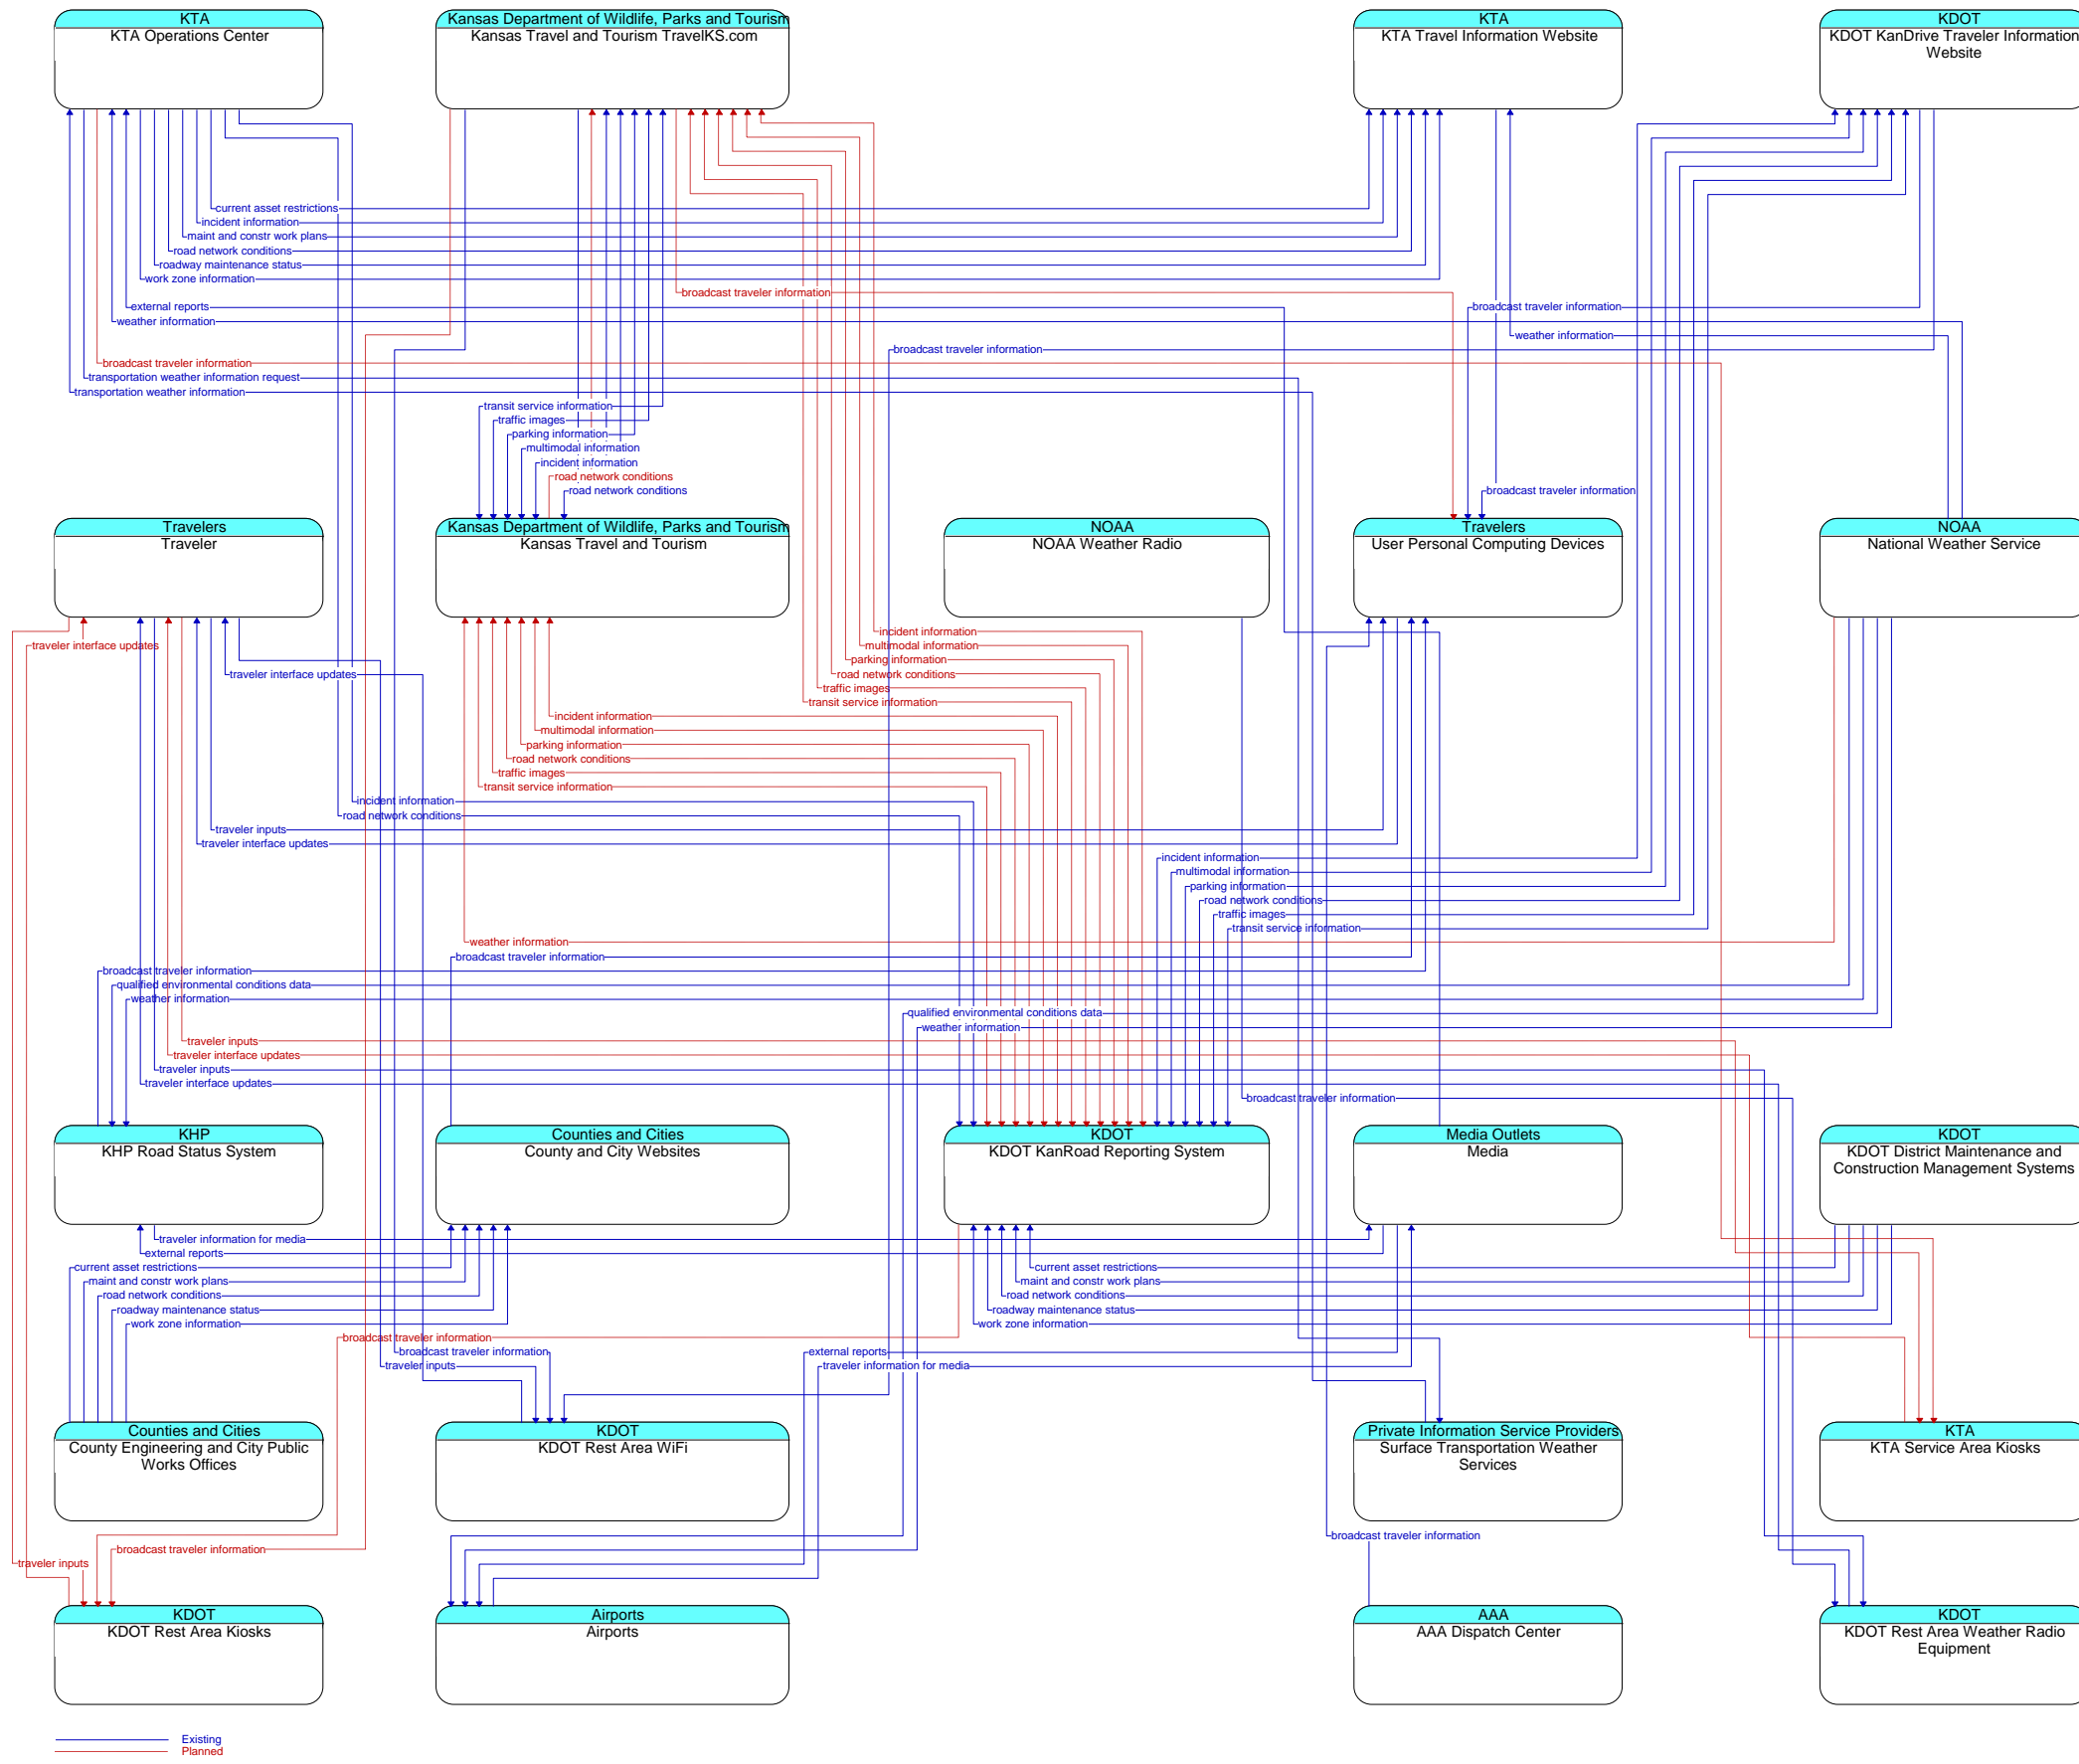 KTA
KTA Operations Center
Kansas Department of Wildlife, Parks and Tourism
Kansas Travel and Tourism TravelKS.com
KTA
KTA Travel Information Website
KDOT
KDOT KanDrive Traveler Information
Website
current asset restrictions
incident information
maint and constr work plans
road network conditions
roadway maintenance status
work zone information
broadcast traveler information
external reports
broadcast traveler information
weather information
weather information
broadcast traveler information
broadcast traveler information
transportation weather information request
transportation weather information
transit service information
traffic images
parking information
multimodal information
incident information
road network conditions
road network conditions
broadcast traveler information
Travelers
Traveler
Kansas Department of Wildlife, Parks and Tourism
Kansas Travel and Tourism
NOAA
NOAA Weather Radio
Travelers
User Personal Computing Devices
NOAA
National Weather Service
incident information
traveler interface updates
multimodal information
parking information
traveler interface updates
road network conditions
traffic images
transit service information
incident information
multimodal information
parking information
road network conditions
traffic images
transit service information
incident information
road network conditions
traveler inputs
traveler interface updates
incident information
multimodal information
parking information
road network conditions
traffic images
transit service information
weather information
broadcast traveler information
broadcast traveler information
qualified environmental conditions data
weather information
qualified environmental conditions data
weather information
traveler inputs
traveler interface updates
traveler inputs
traveler interface updates
broadcast traveler information
KHP
KHP Road Status System
Counties and Cities
County and City Websites
KDOT
KDOT KanRoad Reporting System
Media Outlets
Media
KDOT
KDOT District Maintenance and
Construction Management Systems
traveler information for media
external reports
current asset restrictions
current asset restrictions
maint and constr work plans
maint and constr work plans
road network conditions
road network conditions
roadway maintenance status
roadway maintenance status
work zone information
work zone information
broadcast traveler information
broadcast traveler information
external reports
traveler inputs
traveler information for media
Counties and Cities
County Engineering and City Public
Works Offices
KDOT
KDOT Rest Area WiFi
Private Information Service Providers
Surface Transportation Weather
Services
KTA
KTA Service Area Kiosks
broadcast traveler information
broadcast traveler information
traveler inputs
KDOT
KDOT Rest Area Kiosks
Airports
Airports
AAA
AAA Dispatch Center
KDOT
KDOT Rest Area Weather Radio
Equipment
Existing
Planned